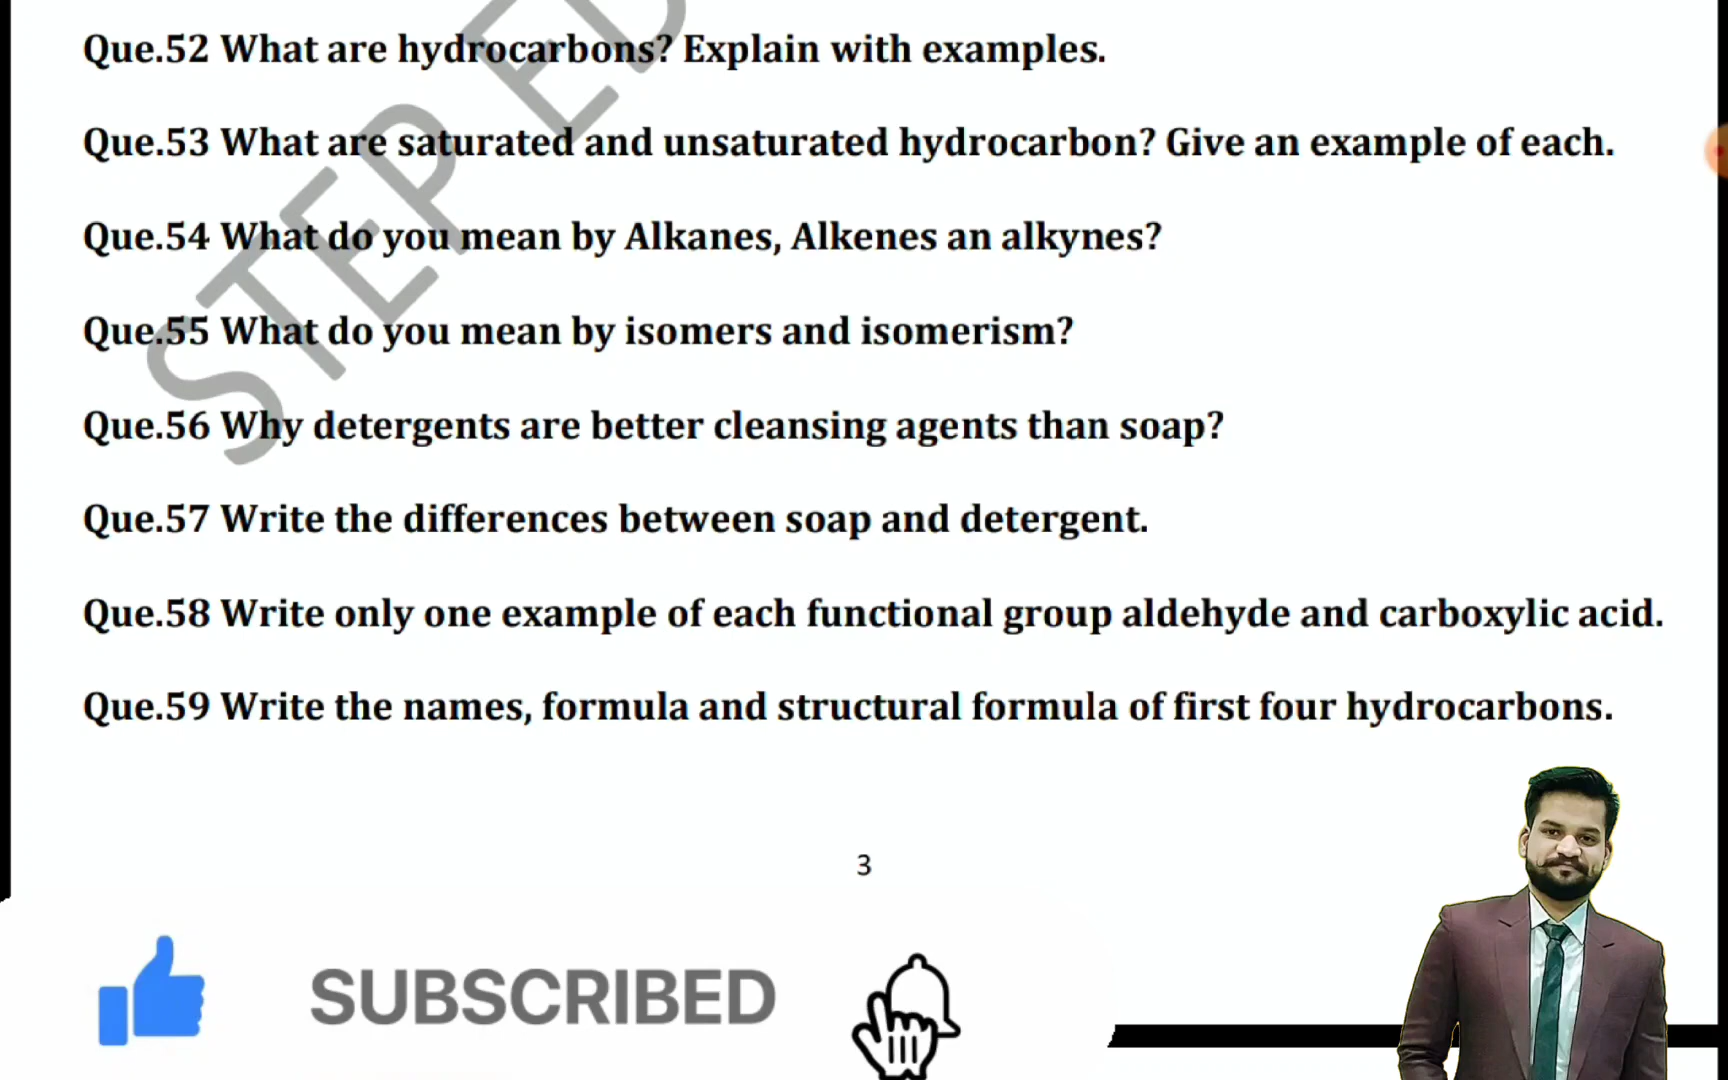 Que.52 What are hydrocarbons? Explain with examples.
Que.53 What are saturated and unsaturated hydrocarbon? Give an example of each.
Que.54 What do you mean by Alkanes, Alkenes an alkynes?
Que.55 What do you mean by isomers and isomerism?
Que.56 Why detergents are better cleansing agents than soap?
Que.57 Write the differences between soap and detergent.
Que.58 Write only one example of each functional group aldehyde and carboxylic acid.
Que.59 Write the names, formula and structural formula of first four hydrocarbons.
STEP ED
3
SUBSCRIBED